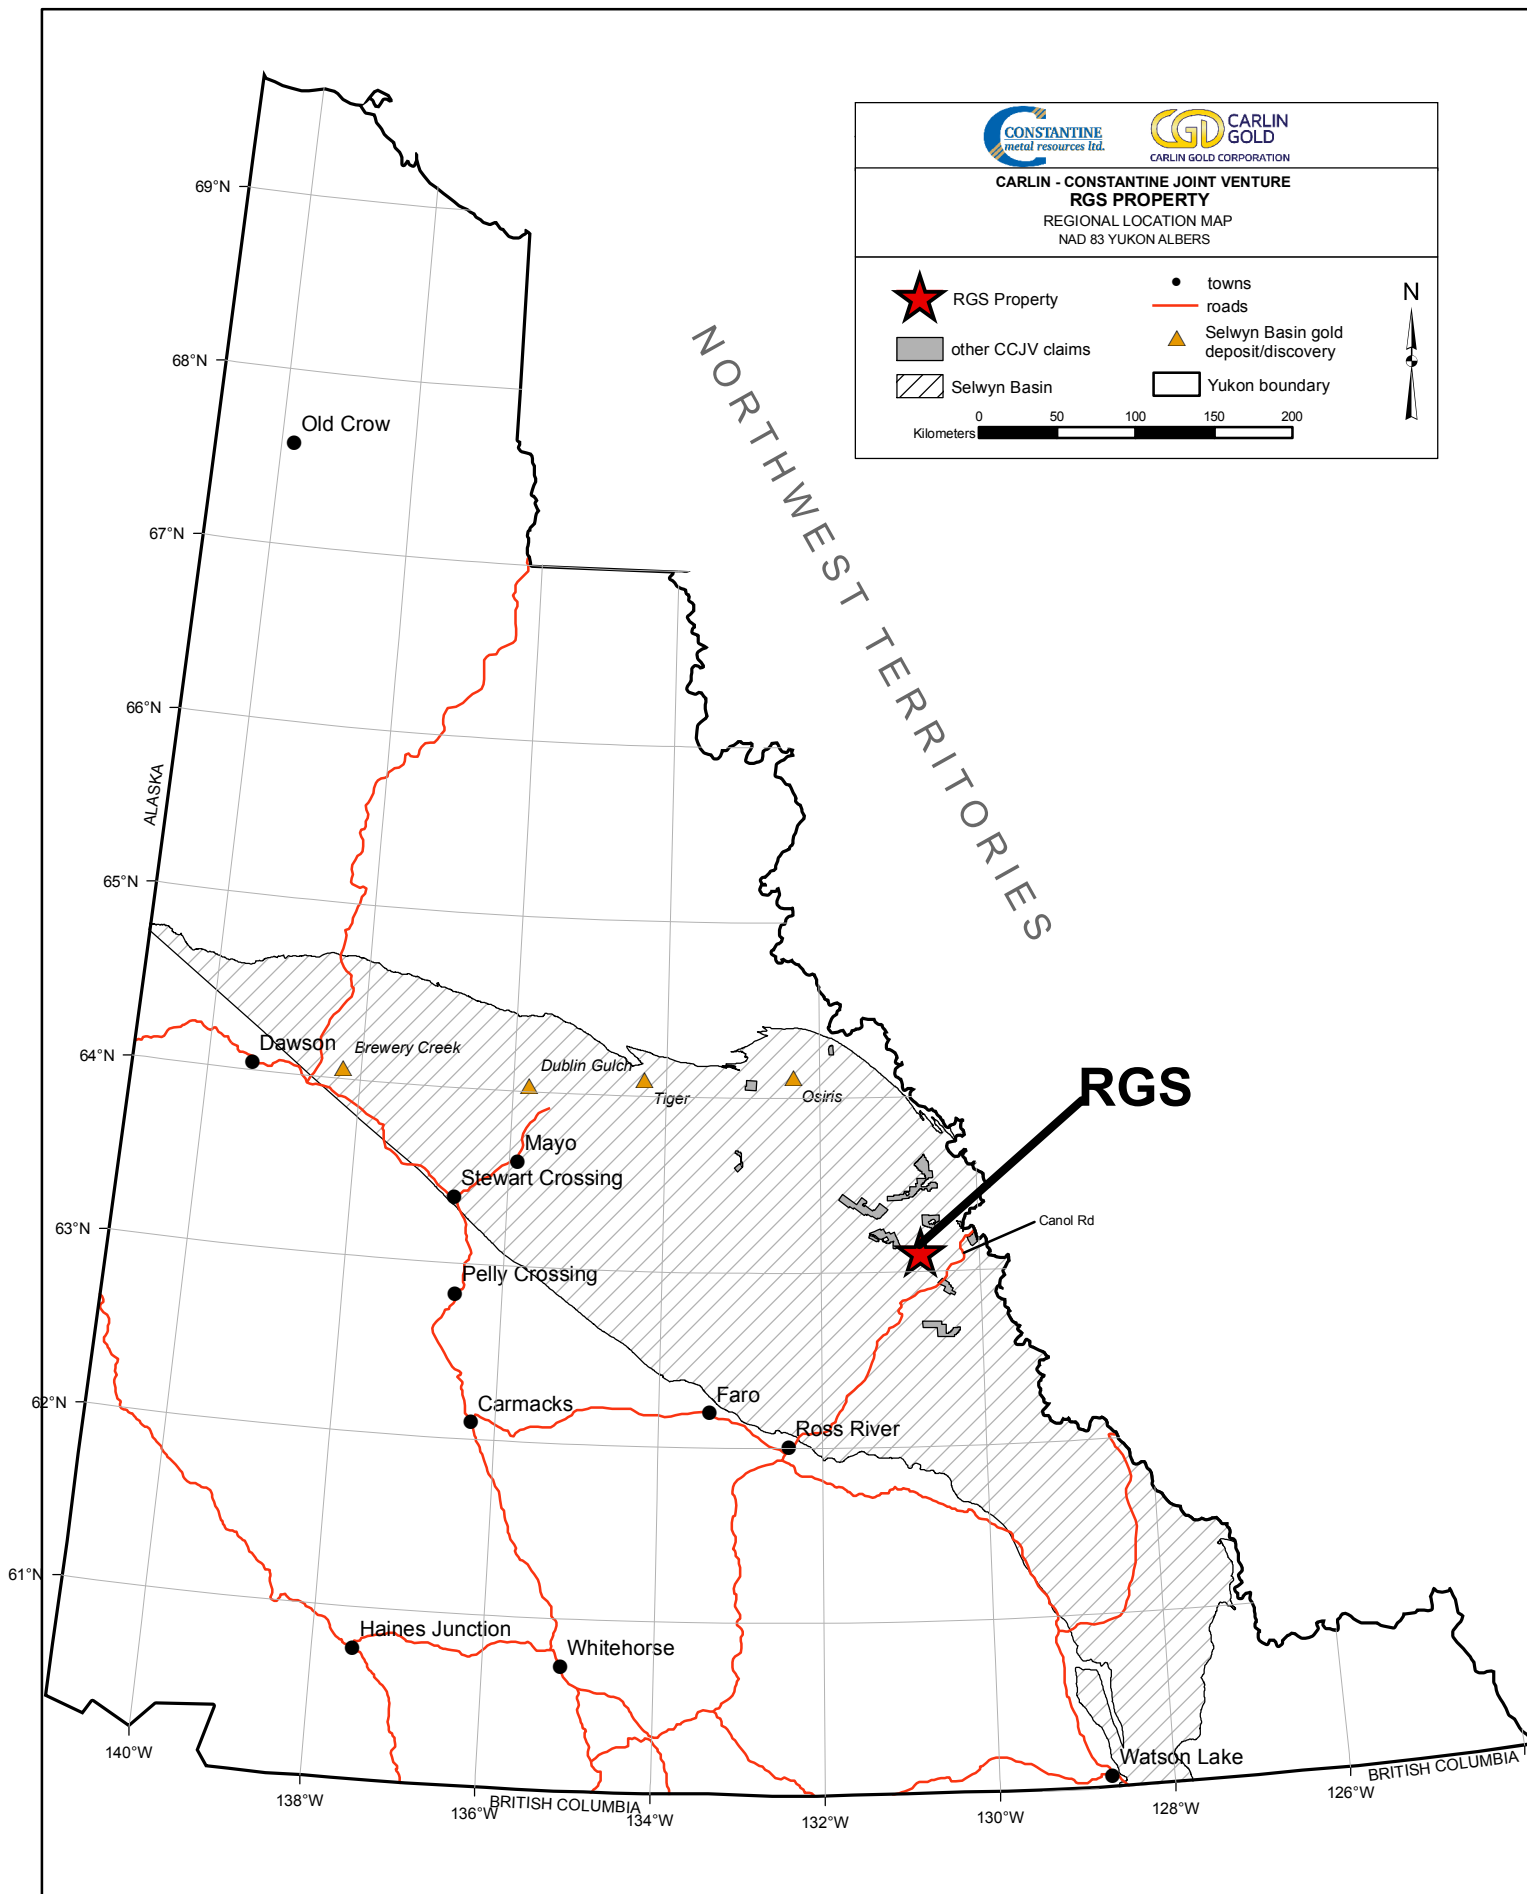 CONSTANTINE
metal resources ltd.
CGD
CARLIN
GOLD
CARLIN GOLD CORPORATION
CARLIN - CONSTANTINE JOINT VENTURE
RGS PROPERTY
REGIONAL LOCATION MAP
NAD 83 YUKON ALBERS
RGS Property
other CCJV claims
Selwyn Basin
towns
roads
Selwyn Basin gold
deposit/discovery
Yukon boundary
N
0 50 100 150 200
Kilometers
69°N
68°N
67°N
66°N
65°N
64°N
63°N
62°N
61°N
NORTHWEST TERRITORIES
ALASKA
Old Crow
Dawson
Brewery Creek
Dublin Gulch
Tiger
Osiris
RGS
Mayo
Stewart Crossing
Canol Rd
Pelly Crossing
Carmacks
Faro
Ross River
Haines Junction
Whitehorse
Watson Lake
BRITISH COLUMBIA
BRITISH COLUMBIA
140°W
138°W
136°W
134°W
132°W
130°W
128°W
126°W